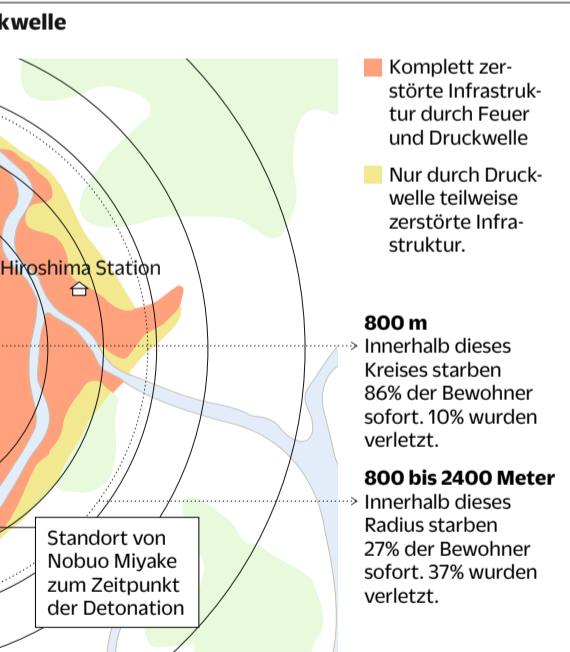 kwelle
Komplett zer-
störte Infrastruk-
tur durch Feuer
und Druckwelle
Nur durch Druck-
welle teilweise
zerstörte Infra-
struktur.
Hiroshima Station
800 m
Innerhalb dieses
Kreises starben
86% der Bewohner
sofort. 10% wurden
verletzt.
800 bis 2400 Meter
Innerhalb dieses
Radius starben
27% der Bewohner
sofort. 37% wurden
verletzt.
Standort von
Nobuo Miyake
zum Zeitpunkt
der Detonation